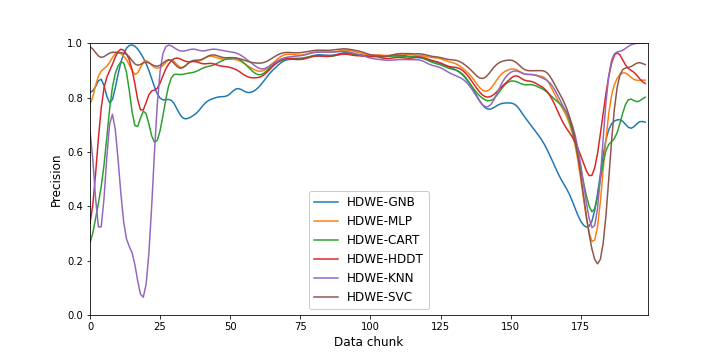 1.0
0.8
0.6
0.4
0.2
0.0
Precision
0 25 50 75 100 125 150 175
Data chunk
HDWE-GNB
HDWE-MLP
HDWE-CART
HDWE-HDDT
HDWE-KNN
HDWE-SVC